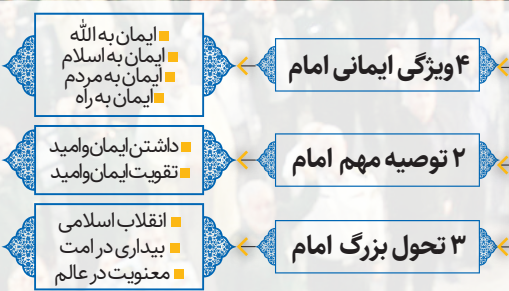 ۴ ویژگی ایمانی امام
ایمان به الله
ایمان به اسلام
ایمان به مردم
ایمان به راه
۲ توصیه مهم امام
داشتن ایمان و امید
تقویت ایمان و امید
۳ تحول بزرگ امام
انقلاب اسلامی
بیداری در امت
معنویت در عالم